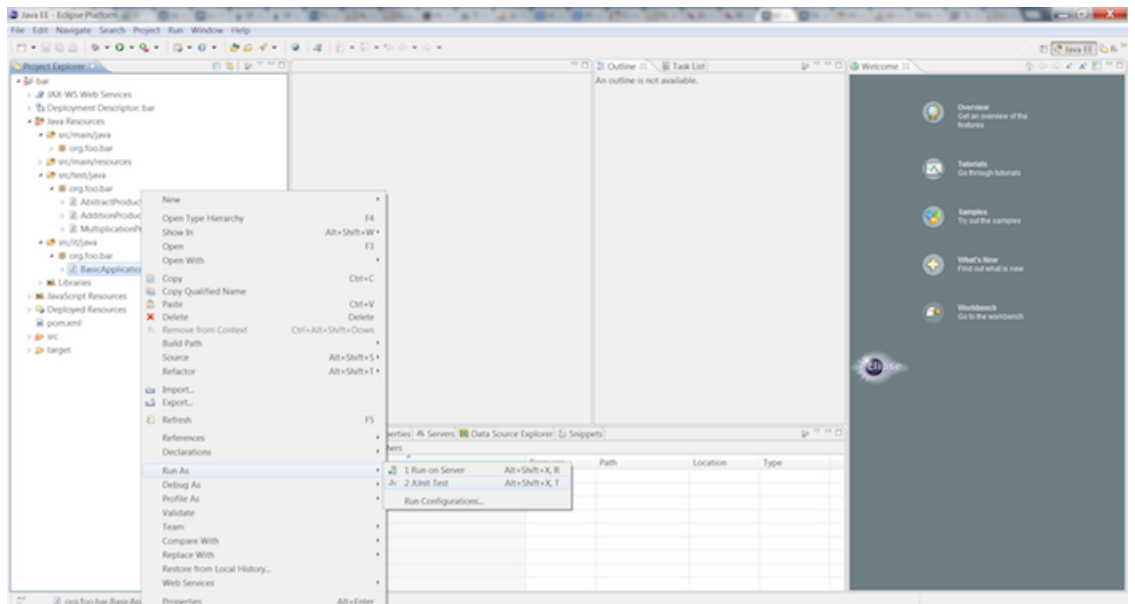 Java EE - Eclipse Platform
File Edit Navigate Search Project Run Window Help
Java EE
Project Explorer
bar
JAX-WS Web Services
Deployment Descriptor: bar
Java Resources
src/main/java
org.foo.bar
src/main/resources
src/test/java
org.foo.bar
AbstractProduc
AdditionProduc
MultiplicationP
src/it/java
org.foo.bar
BasicApplicatio
Libraries
JavaScript Resources
Deployed Resources
pom.xml
src
target
New
Open Type Hierarchy F4
Show In Alt+Shift+W
Open F3
Open With
Copy Ctrl+C
Copy Qualified Name
Paste Ctrl+V
Delete Delete
Remove from Context Ctrl+Alt+Shift+Down
Build Path
Source Alt+Shift+S
Refactor Alt+Shift+T
Import...
Export...
Refresh F5
References
Declarations
Run As
Debug As
Profile As
Validate
Team
Compare With
Replace With
Restore from Local History...
Web Services
Properties Alt+Enter
1 Run on Server Alt+Shift+X, R
2 JUnit Test Alt+Shift+X, T
Run Configurations...
Outline Task List
An outline is not available.
perties Servers Data Source Explorer Snippets
hers
Path Location Type
Welcome
Overview
Get an overview of the
features
Tutorials
Go through tutorials
Samples
Try out the samples
What's New
Find out what is new
Workbench
Go to the workbench
eclipse
org.foo.bar.BasicAp